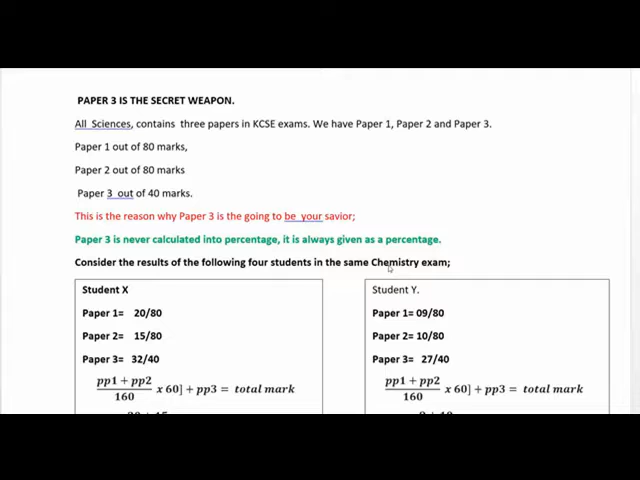 PAPER 3 IS THE SECRET WEAPON.
All Sciences, contains three papers in KCSE exams. We have Paper 1, Paper 2 and Paper 3.
Paper 1 out of 80 marks,
Paper 2 out of 80 marks
Paper 3 out of 40 marks.
This is the reason why Paper 3 is the going to be your savior;
Paper 3 is never calculated into percentage, it is always given as a percentage.
Consider the results of the following four students in the same Chemistry exam;
Student X
Paper 1= 20/80
Paper 2= 15/80
Paper 3= 32/40
pp1 + pp2
160
x 60] + pp3 = total mark
Student Y.
Paper 1= 09/80
Paper 2= 10/80
Paper 3= 27/40
pp1 + pp2
160
x 60] + pp3 = total mark